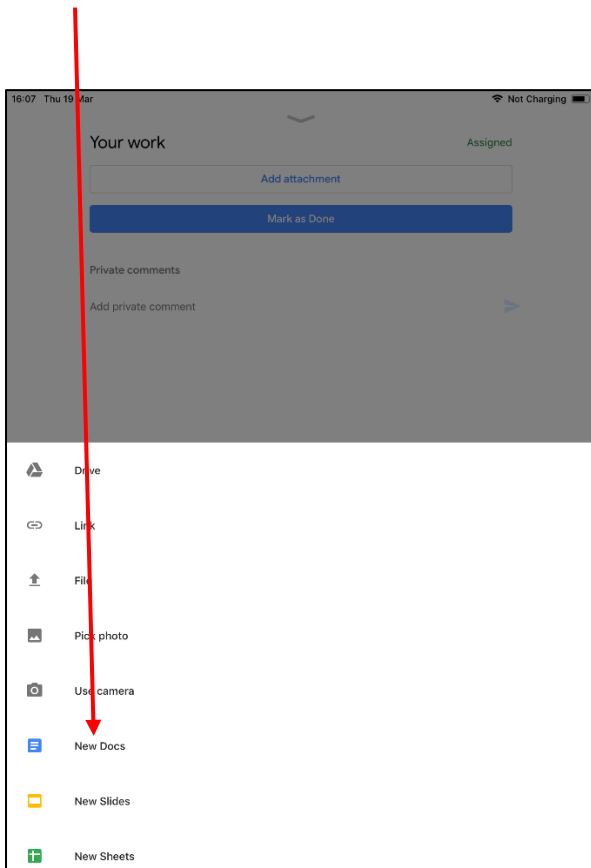 16:07 Thu 19 Mar Not Charging
Your work Assigned
Add attachment
Mark as Done
Private comments
Add private comment
Drive
Link
File
Pick photo
Use camera
New Docs
New Slides
New Sheets